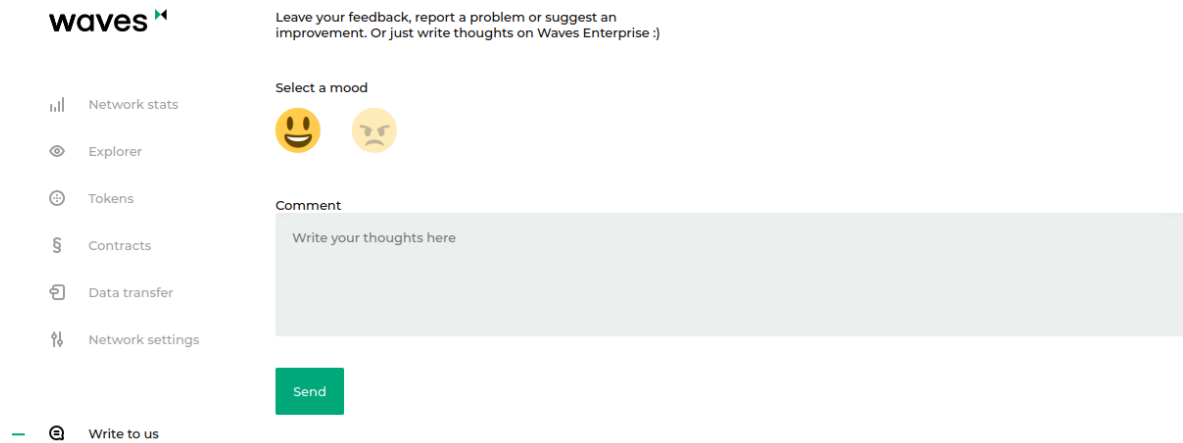 waves
Leave your feedback, report a problem or suggest an
improvement. Or just write thoughts on Waves Enterprise :)
Select a mood
Network stats
Explorer
Tokens
Contracts
Data transfer
Network settings
Write to us
Comment
Write your thoughts here
Send